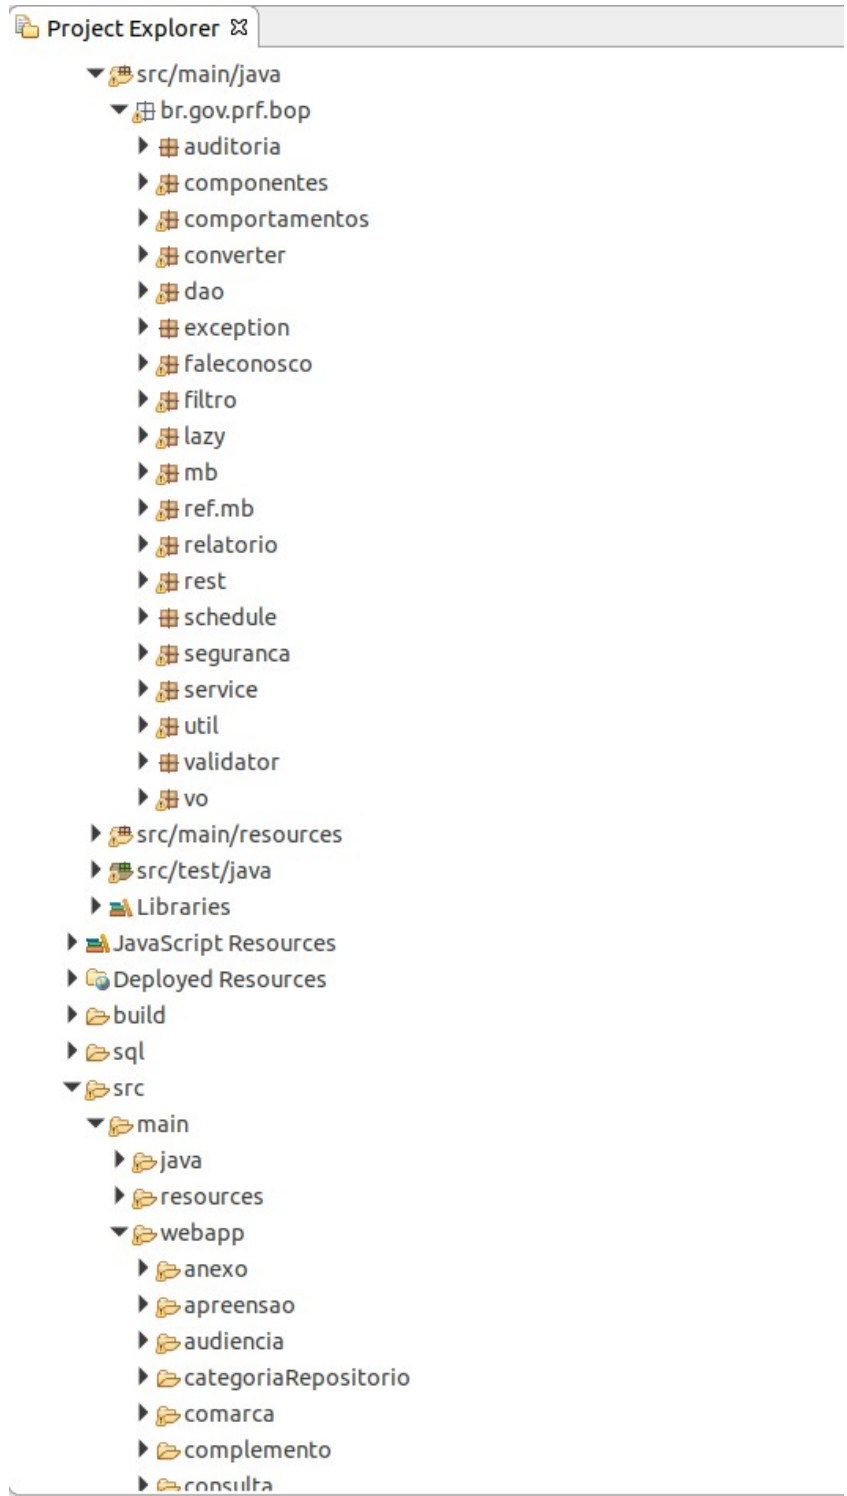 Project Explorer
src/main/java
br.gov.prf.bop
auditoria
componentes
comportamentos
converter
dao
exception
faleconosco
filtro
lazy
mb
ref.mb
relatorio
rest
schedule
seguranca
service
util
validator
vo
src/main/resources
src/test/java
Libraries
JavaScript Resources
Deployed Resources
build
sql
src
main
java
resources
webapp
anexo
apreensao
audiencia
categoriaRepositorio
comarca
complemento
consulta